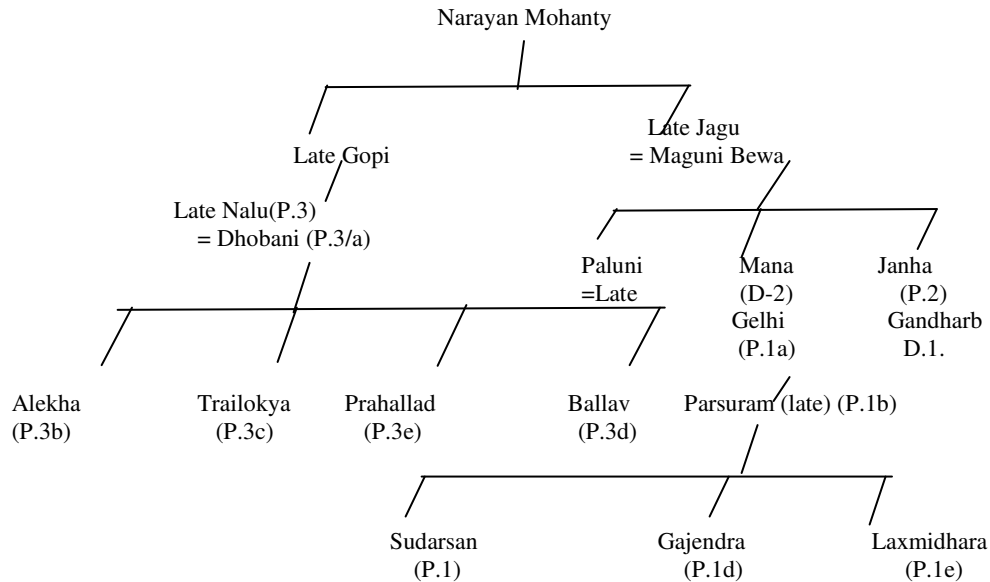 Narayan Mohanty
Late Gopi
Late Jagu
= Maguni Bewa
Late Nalu(P.3)
= Dhobani (P.3/a)
Paluni
=Late
Mana
(D-2)
Gelhi
(P.1a)
Janha
(P.2)
Gandharb
D.1.
Alekha
(P.3b)
Trailokya
(P.3c)
Prahallad
(P.3e)
Ballav
(P.3d)
Parsuram (late) (P.1b)
Sudarsan
(P.1)
Gajendra
(P.1d)
Laxmidhara
(P.1e)